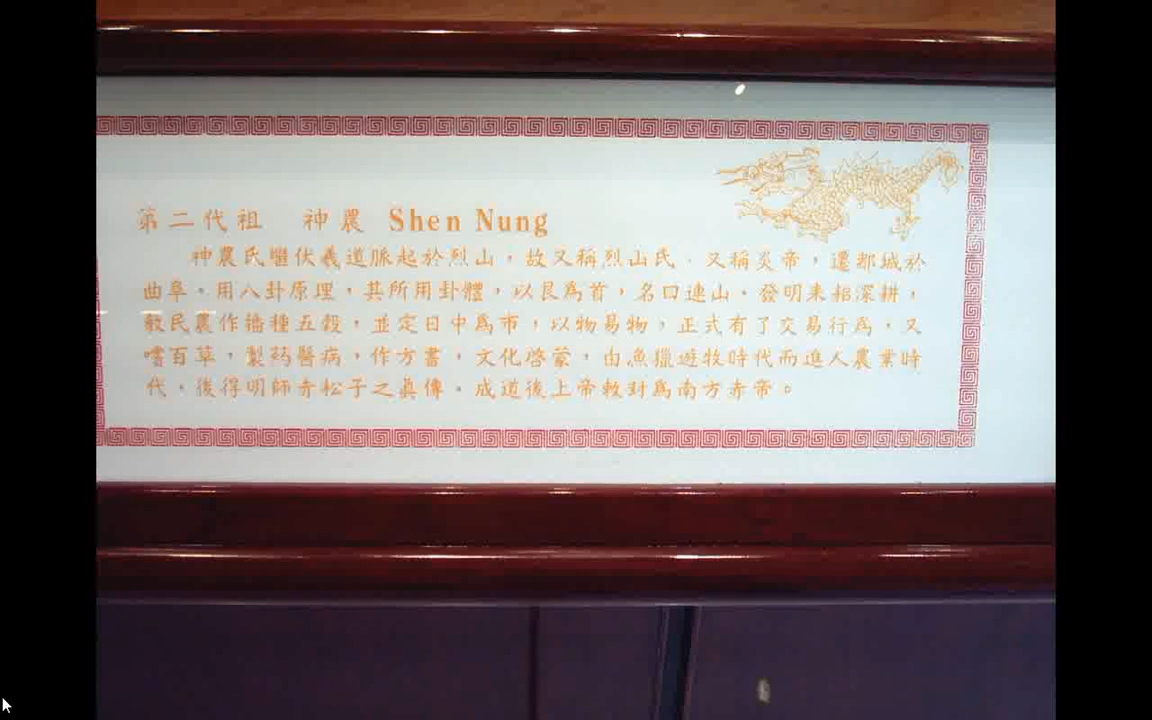 第二代祖 神農 Shen Nung
神農氏繼伏羲道脈起於烈山，故又稱烈山氏．又稱炎帝，還都城於
曲阜。用八卦原理，其所用卦體，以艮為首，名曰連山。發明耒耜深耕，
教民農作播種五穀，並定日中為市，以物易物，正式有了交易行為，又
嚐百草，製药醫病，作方書，文化啓蒙，由漁獵遊牧時代而進人農業時
代，後得明師赤松子之眞傳。成道後上帝敕封為南方赤帝。